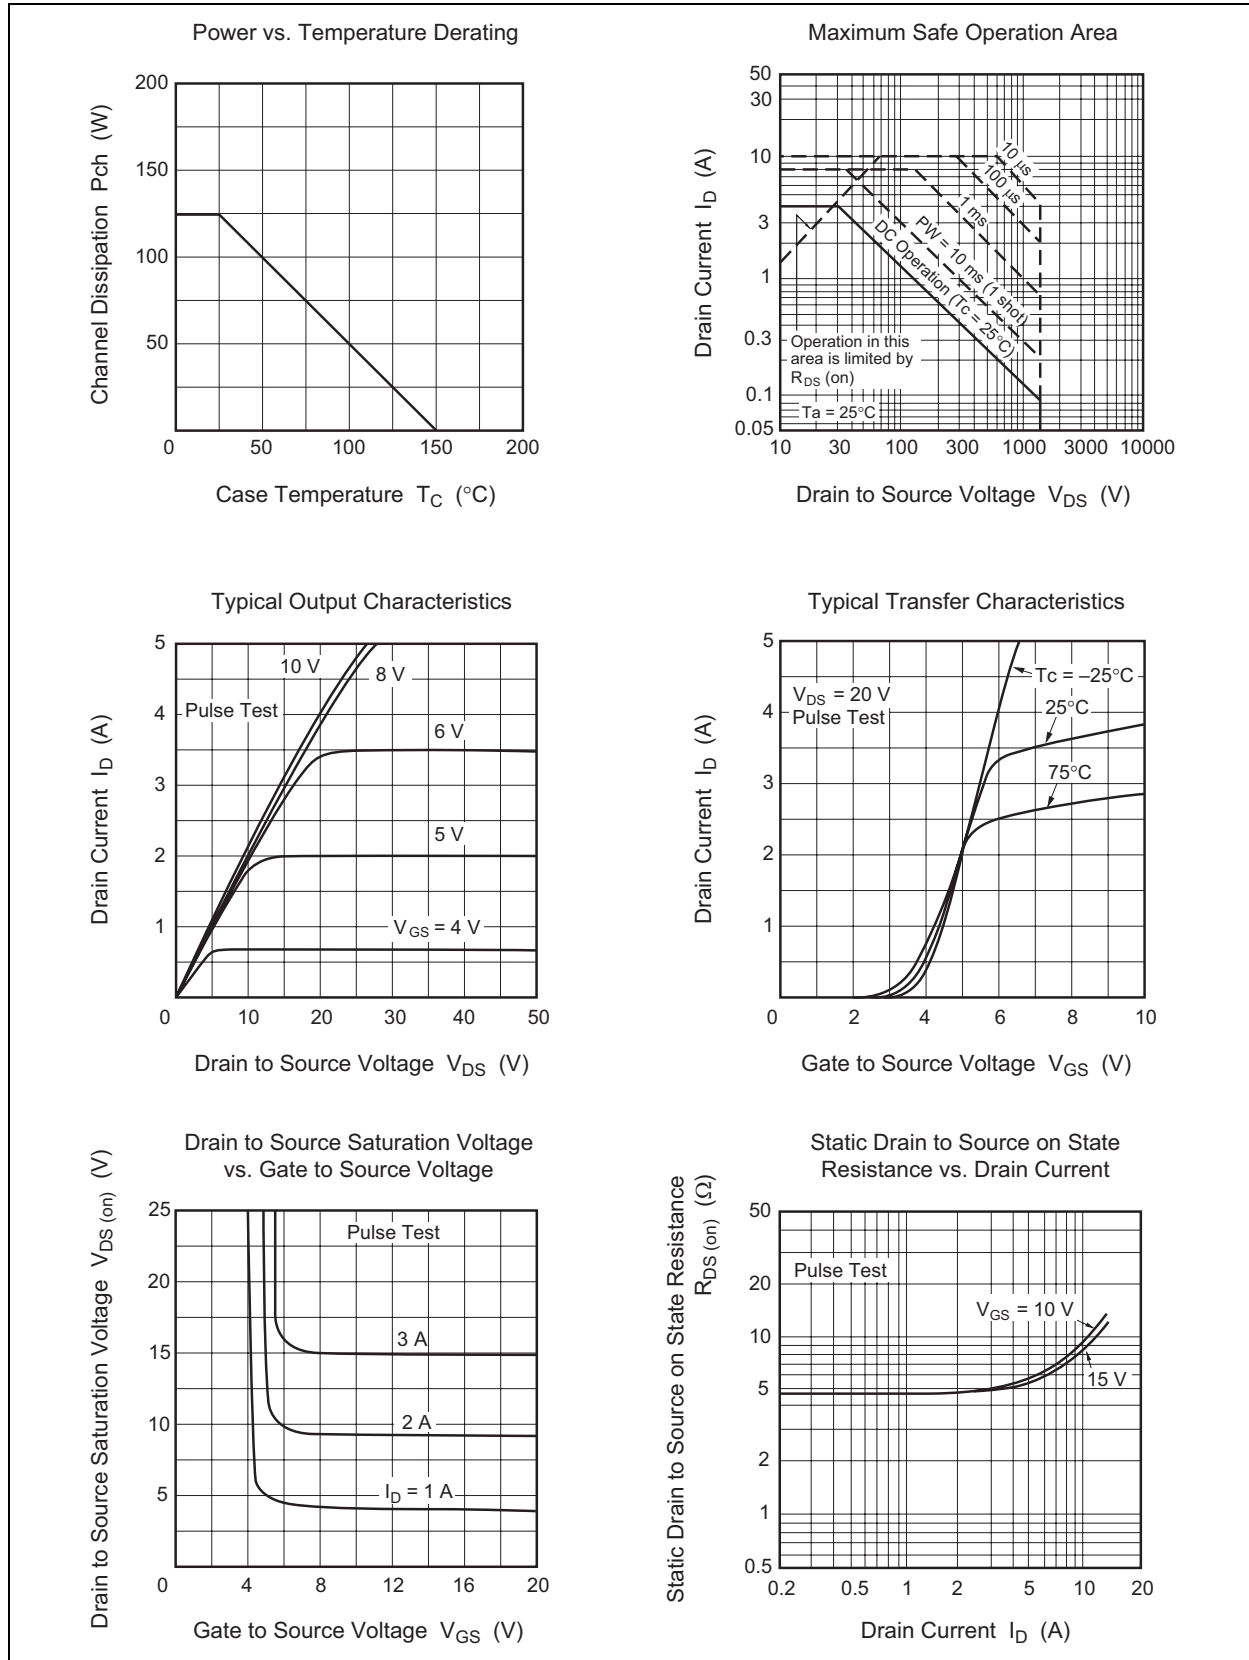 Power vs. Temperature Derating
Channel Dissipation Pch (W)
200
150
100
50
0 50 100 150 200
Case Temperature TC (°C)
Maximum Safe Operation Area
Drain Current ID (A)
50
30
10
3
1
0.3
0.1
0.05
10 µs
100 µs
1 ms
PW = 10 ms (1 shot)
DC Operation (Tc = 25°C)
Operation in this
area is limited by
RDS (on)
Ta = 25°C
10 30 100 300 1000 10000
Drain to Source Voltage VDS (V)
Typical Output Characteristics
Drain Current ID (A)
5
4
3
2
1
10 V
8 V
Pulse Test
6 V
5 V
VGS = 4 V
0 10 20 30 40 50
Drain to Source Voltage VDS (V)
Typical Transfer Characteristics
Drain Current ID (A)
5
4
3
2
1
VDS = 20 V
Pulse Test
Tc = –25°C
25°C
75°C
0 2 4 6 8 10
Gate to Source Voltage VGS (V)
Drain to Source Saturation Voltage
vs. Gate to Source Voltage
Drain to Source Saturation Voltage VDS (on) (V)
25
20
15
10
5
Pulse Test
3 A
2 A
ID = 1 A
0 4 8 12 16 20
Gate to Source Voltage VGS (V)
Static Drain to Source on State
Resistance vs. Drain Current
Static Drain to Source on State Resistance
RDS (on) (Ω)
50
20
10
5
2
1
0.5
Pulse Test
VGS = 10 V
15 V
0.2 0.5 1 2 5 10 20
Drain Current ID (A)